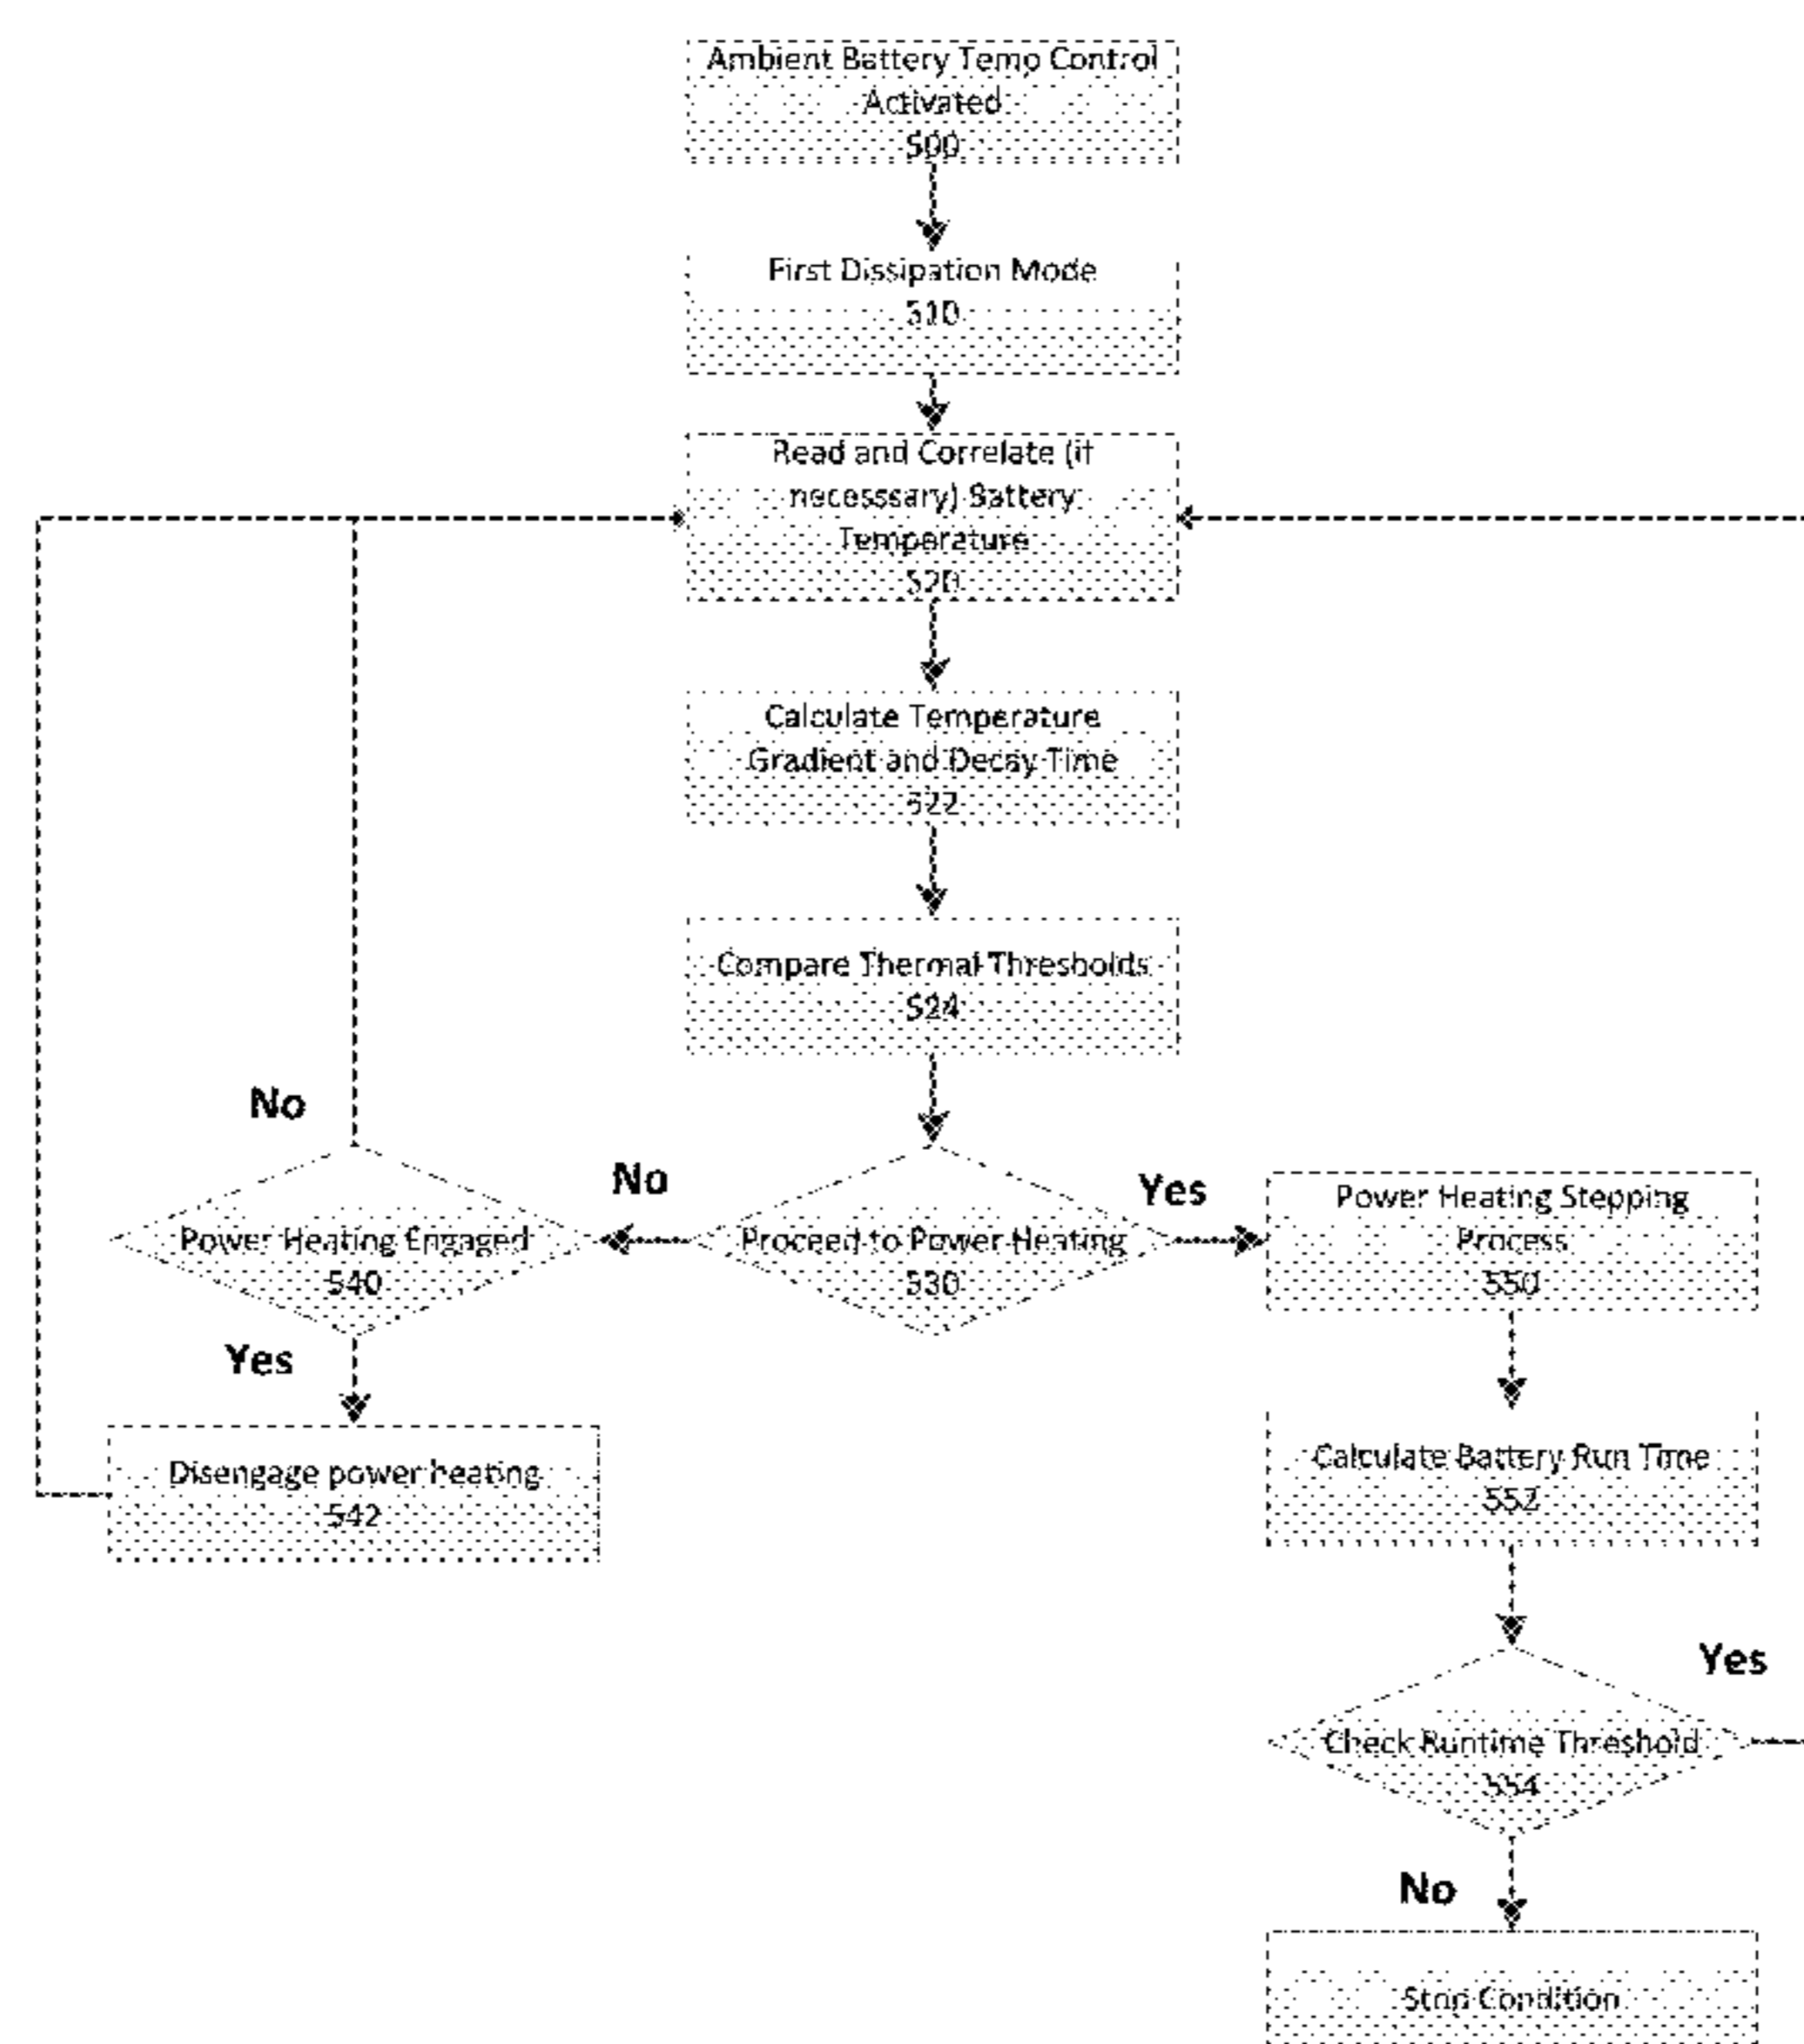 Ambient Battery Temp Control
Activated
500
First Dissipation Mode
510
Read and Correlate (if
necesssary) Battery
Temperature
520
Calculate Temperature
Gradient and Decay Time
522
Compare Thermal Thresholds
524
No
No
Yes
Power Heating Engaged
540
Proceed to Power Heating
530
Power Heating Stepping
Process
550
Yes
Disengage power heating
542
Calculate Battery Run Time
552
Yes
Check Runtime Threshold
554
No
Stop Condition